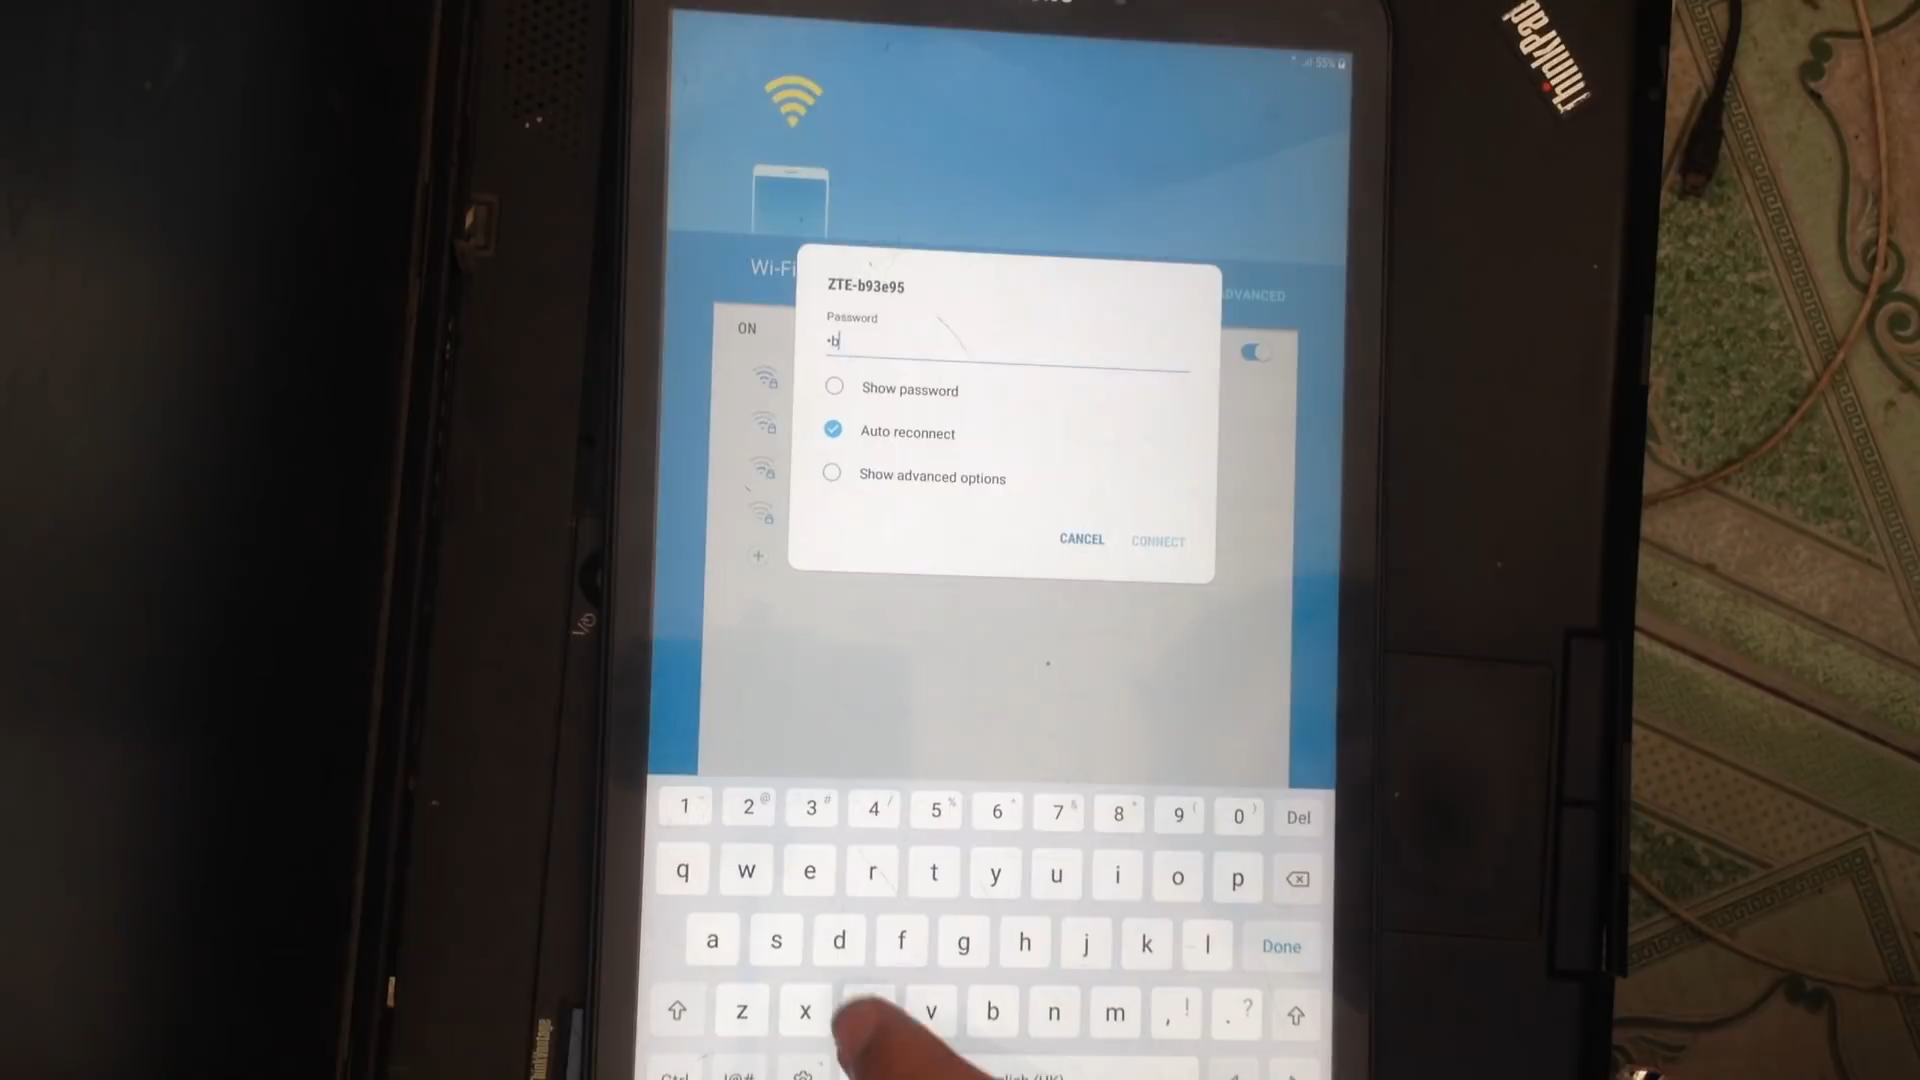 ThinkPad
55%
Wi-Fi
ADVANCED
ZTE-b93e95
Password
•b
ON
Show password
Auto reconnect
Show advanced options
CANCEL CONNECT
1 2 @ 3 # 4 / 5 % 6 ^ 7 & 8 * 9 ( 0 ) Del
q w e r t y u i o p
a s d f g h j k l Done
z x v b n m , ! . ?